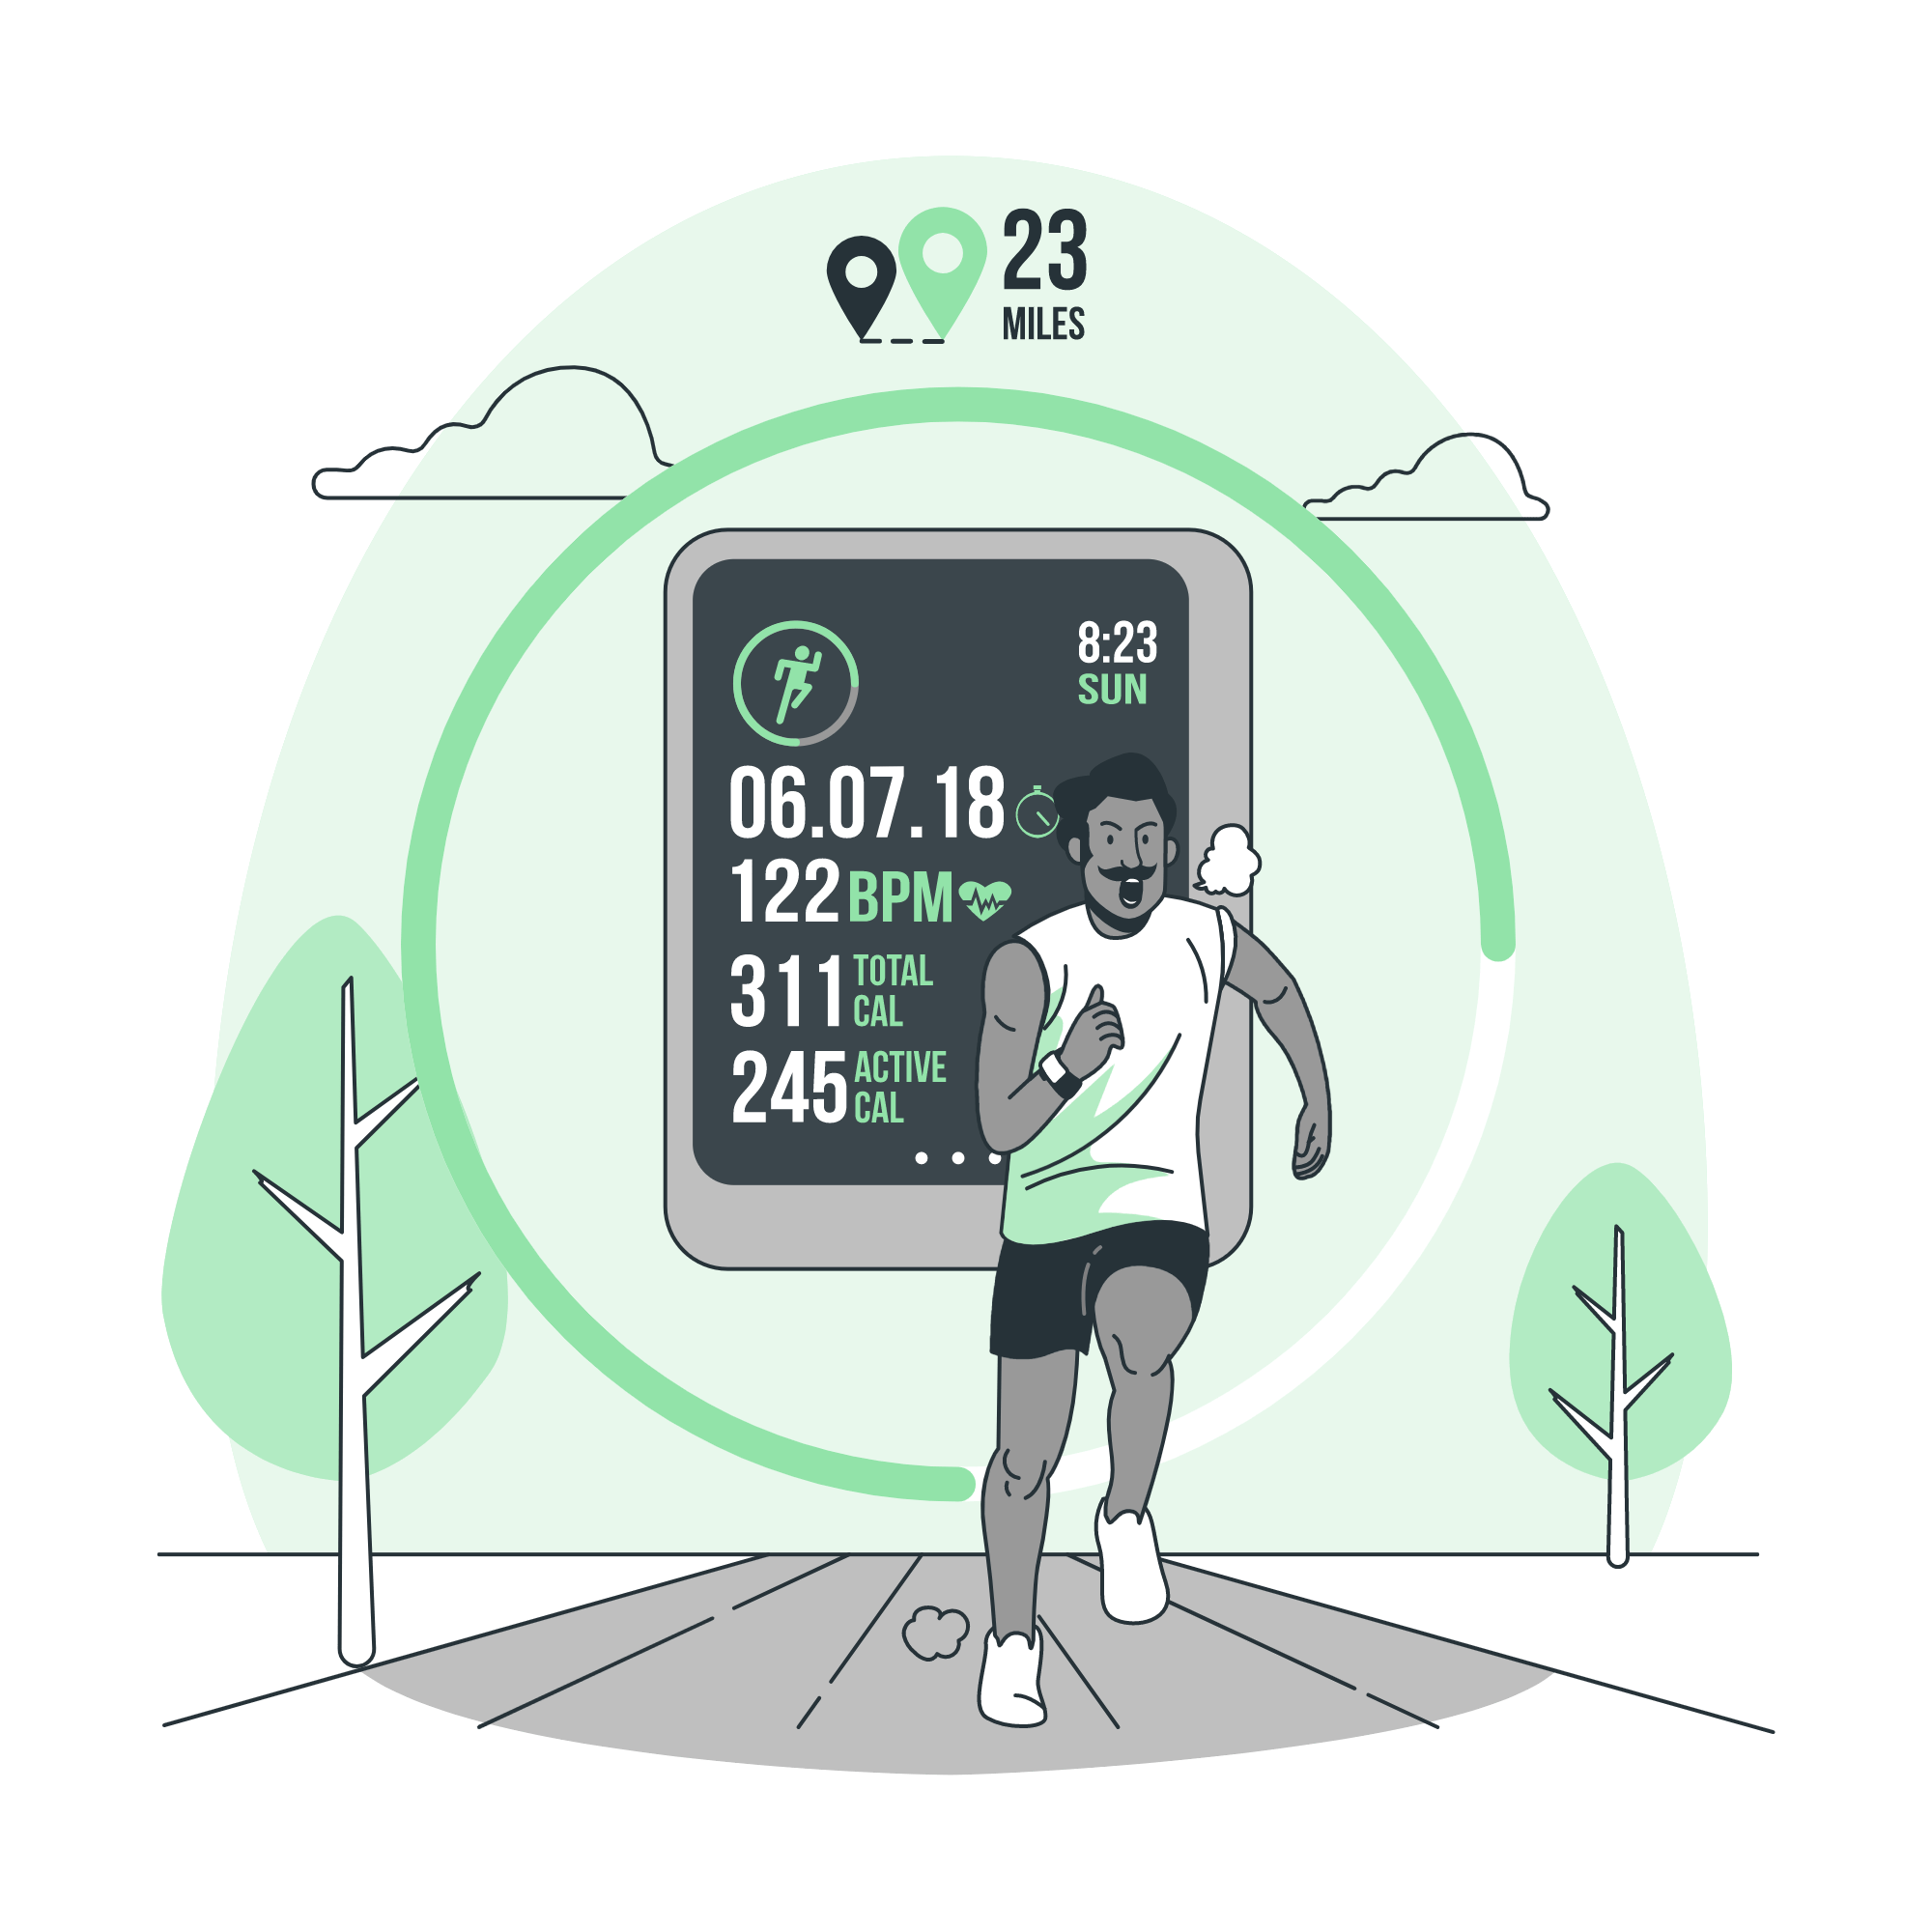 23
MILES
8:23
SUN
06.07.18
122 BPM
311 TOTAL
CAL
245 ACTIVE
CAL